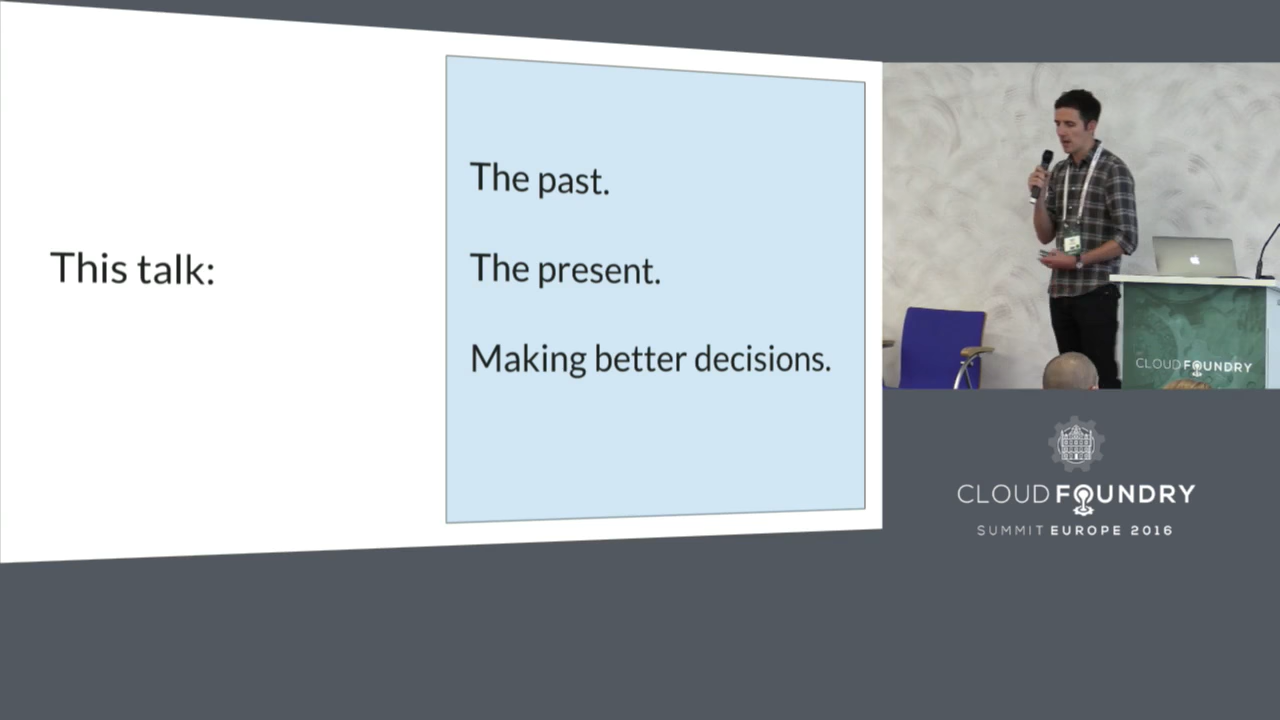 This talk:
The past.
The present.
Making better decisions.
CLOUD FOUNDRY
CLOUD FOUNDRY
SUMMIT EUROPE 2016